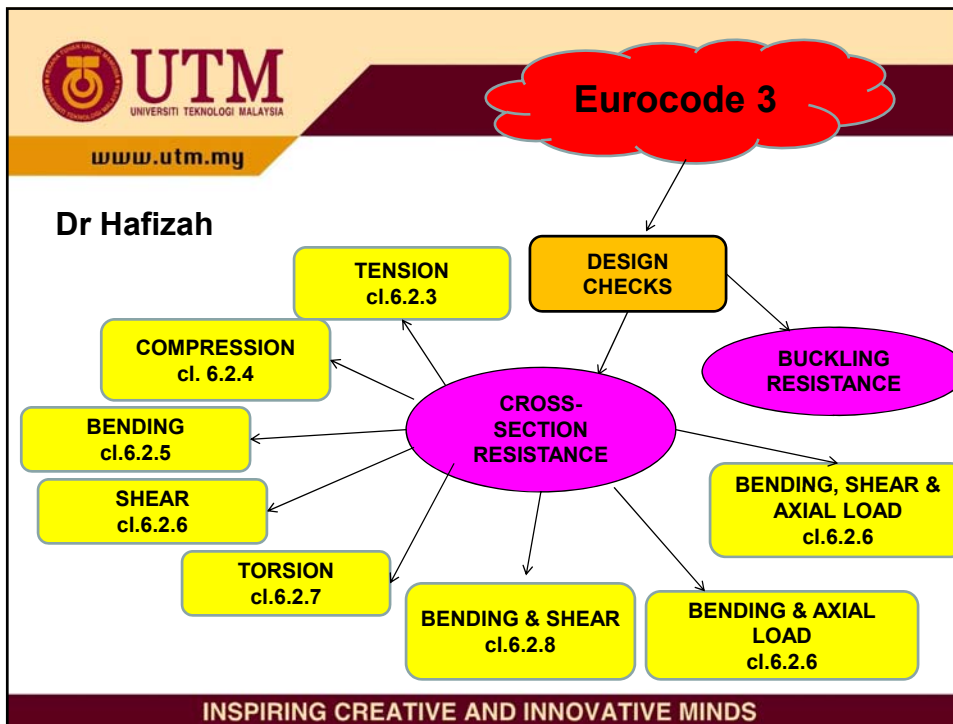 UTM
UNIVERSITI TEKNOLOGI MALAYSIA
www.utm.my
Eurocode 3
Dr Hafizah
DESIGN
CHECKS
TENSION
cl.6.2.3
COMPRESSION
cl. 6.2.4
BUCKLING
RESISTANCE
CROSS-
SECTION
RESISTANCE
BENDING
cl.6.2.5
SHEAR
cl.6.2.6
BENDING, SHEAR &
AXIAL LOAD
cl.6.2.6
TORSION
cl.6.2.7
BENDING & SHEAR
cl.6.2.8
BENDING & AXIAL
LOAD
cl.6.2.6
INSPIRING CREATIVE AND INNOVATIVE MINDS